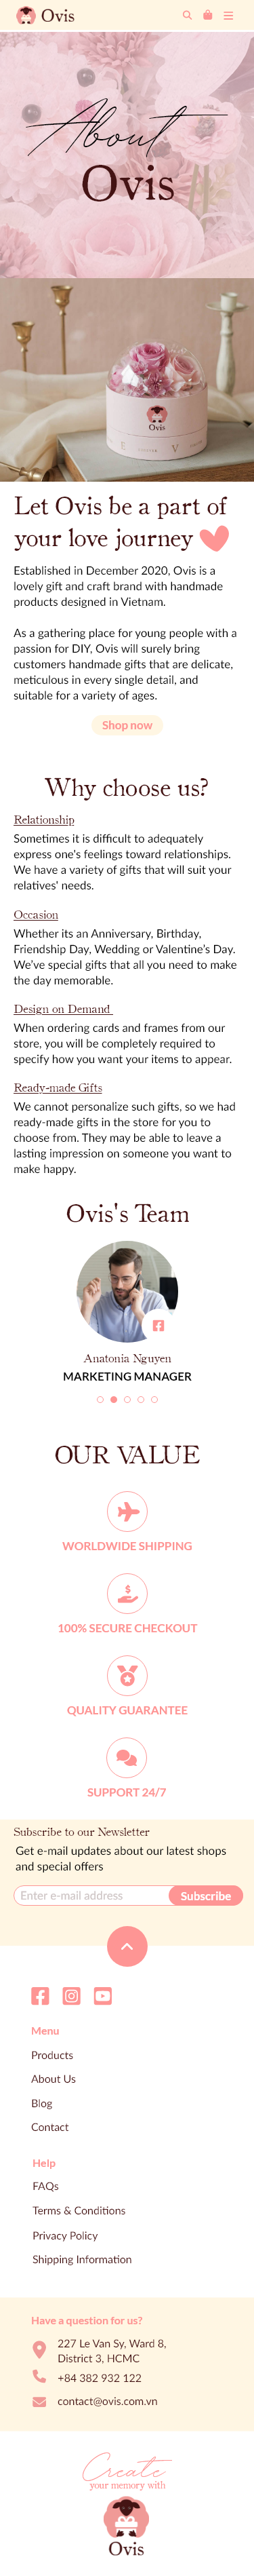 Ovis
About
Ovis
Ovis
Let Ovis be a part of
your love journey
Established in December 2020, Ovis is a
lovely gift and craft brand with handmade
products designed in Vietnam.
As a gathering place for young people with a
passion for DIY, Ovis will surely bring
customers handmade gifts that are delicate,
meticulous in every single detail, and
suitable for a variety of ages.
Shop now
Why choose us?
Relationship
Sometimes it is difficult to adequately
express one's feelings toward relationships.
We have a variety of gifts that will suit your
relatives' needs.
Occasion
Whether its an Anniversary, Birthday,
Friendship Day, Wedding or Valentine's Day.
We've special gifts that all you need to make
the day memorable.
Design on Demand
When ordering cards and frames from our
store, you will be completely required to
specify how you want your items to appear.
Ready-made Gifts
We cannot personalize such gifts, so we had
ready-made gifts in the store for you to
choose from. They may be able to leave a
lasting impression on someone you want to
make happy.
Ovis's Team
Anatonia Nguyen
MARKETING MANAGER
OUR VALUE
WORLDWIDE SHIPPING
100% SECURE CHECKOUT
QUALITY GUARANTEE
SUPPORT 24/7
Subscribe to our Newsletter
Get e-mail updates about our latest shops
and special offers
Enter e-mail address
Subscribe
Menu
Products
About Us
Blog
Contact
Help
FAQs
Terms & Conditions
Privacy Policy
Shipping Information
Have a question for us?
227 Le Van Sy, Ward 8,
District 3, HCMC
+84 382 932 122
contact@ovis.com.vn
Create
your memory with
Ovis